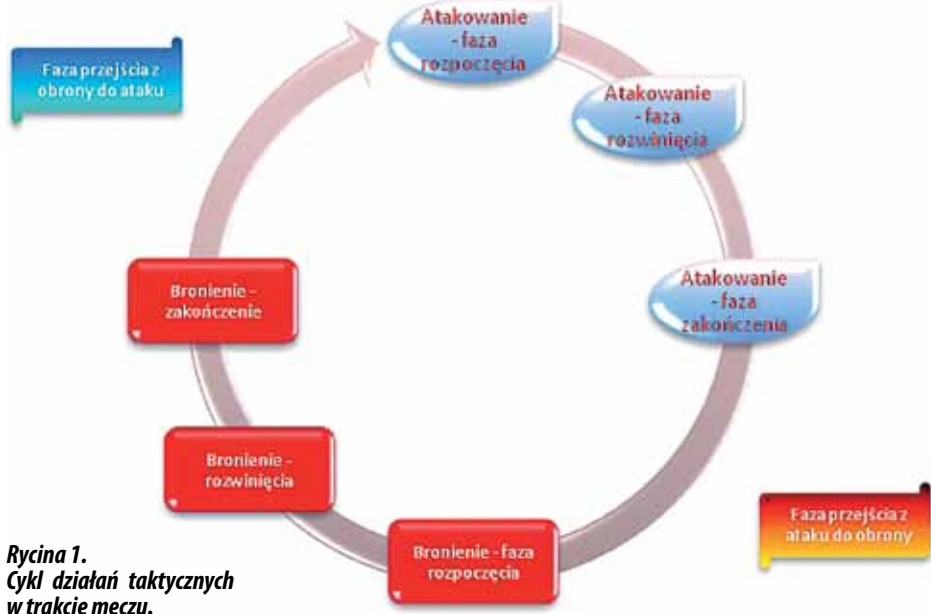 Atakowanie
- faza
rozpoczęcia
Faza przejścia z
obrony do ataku
Atakowanie
- faza
rozwinięcia
Atakowanie
- faza
zakończenia
Bronienie -
zakończenie
Bronienie -
rozwinięcia
Bronienie - faza
rozpoczęcia
Faza przejścia z
ataku do obrony
Rycina 1.
Cykl działań taktycznych
w trakcie meczu.